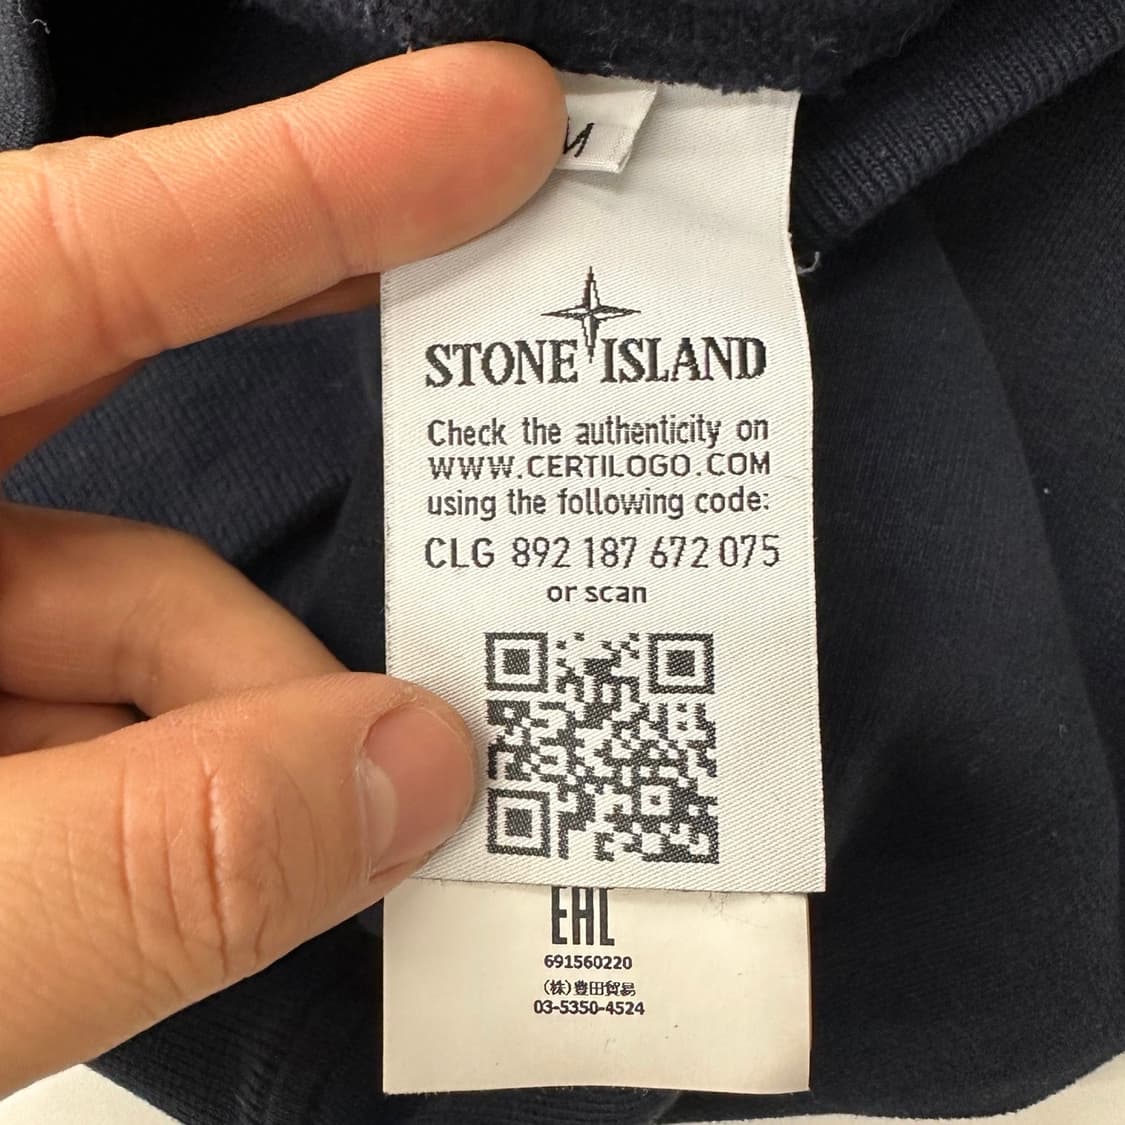 M
STONE ISLAND
Check the authenticity on
WWW.CERTILOGO.COM
using the following code:
CLG 892 187 672 075
or scan
EAC
691560220
(株)豊田貿易
03-5350-4524